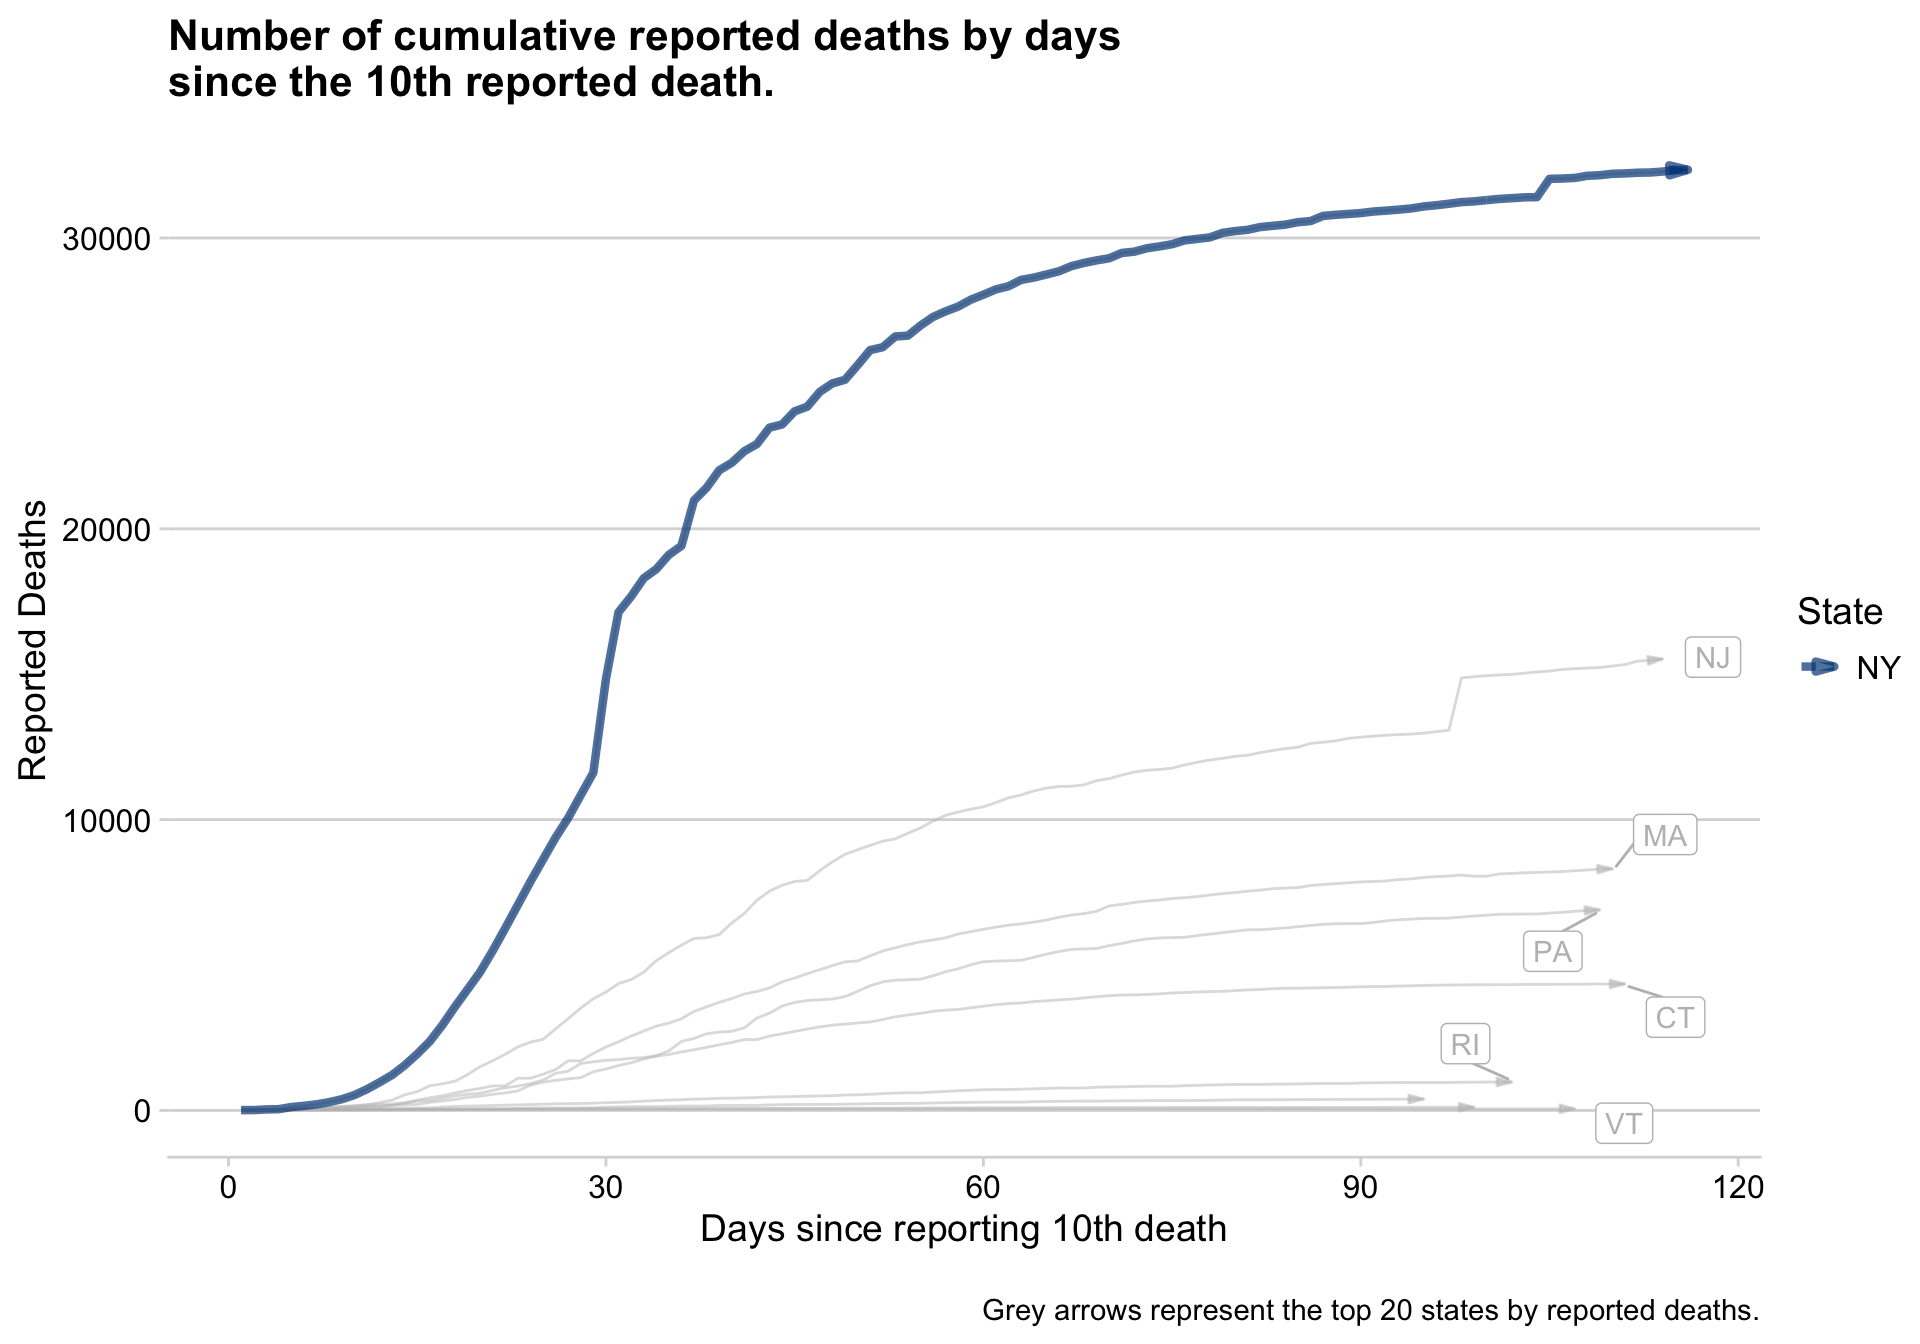 Number of cumulative reported deaths by days
since the 10th reported death.
Reported Deaths
30000
20000
10000
0
NJ
MA
PA
CT
RI
VT
State
NY
0
30
60
90
120
Days since reporting 10th death
Grey arrows represent the top 20 states by reported deaths.